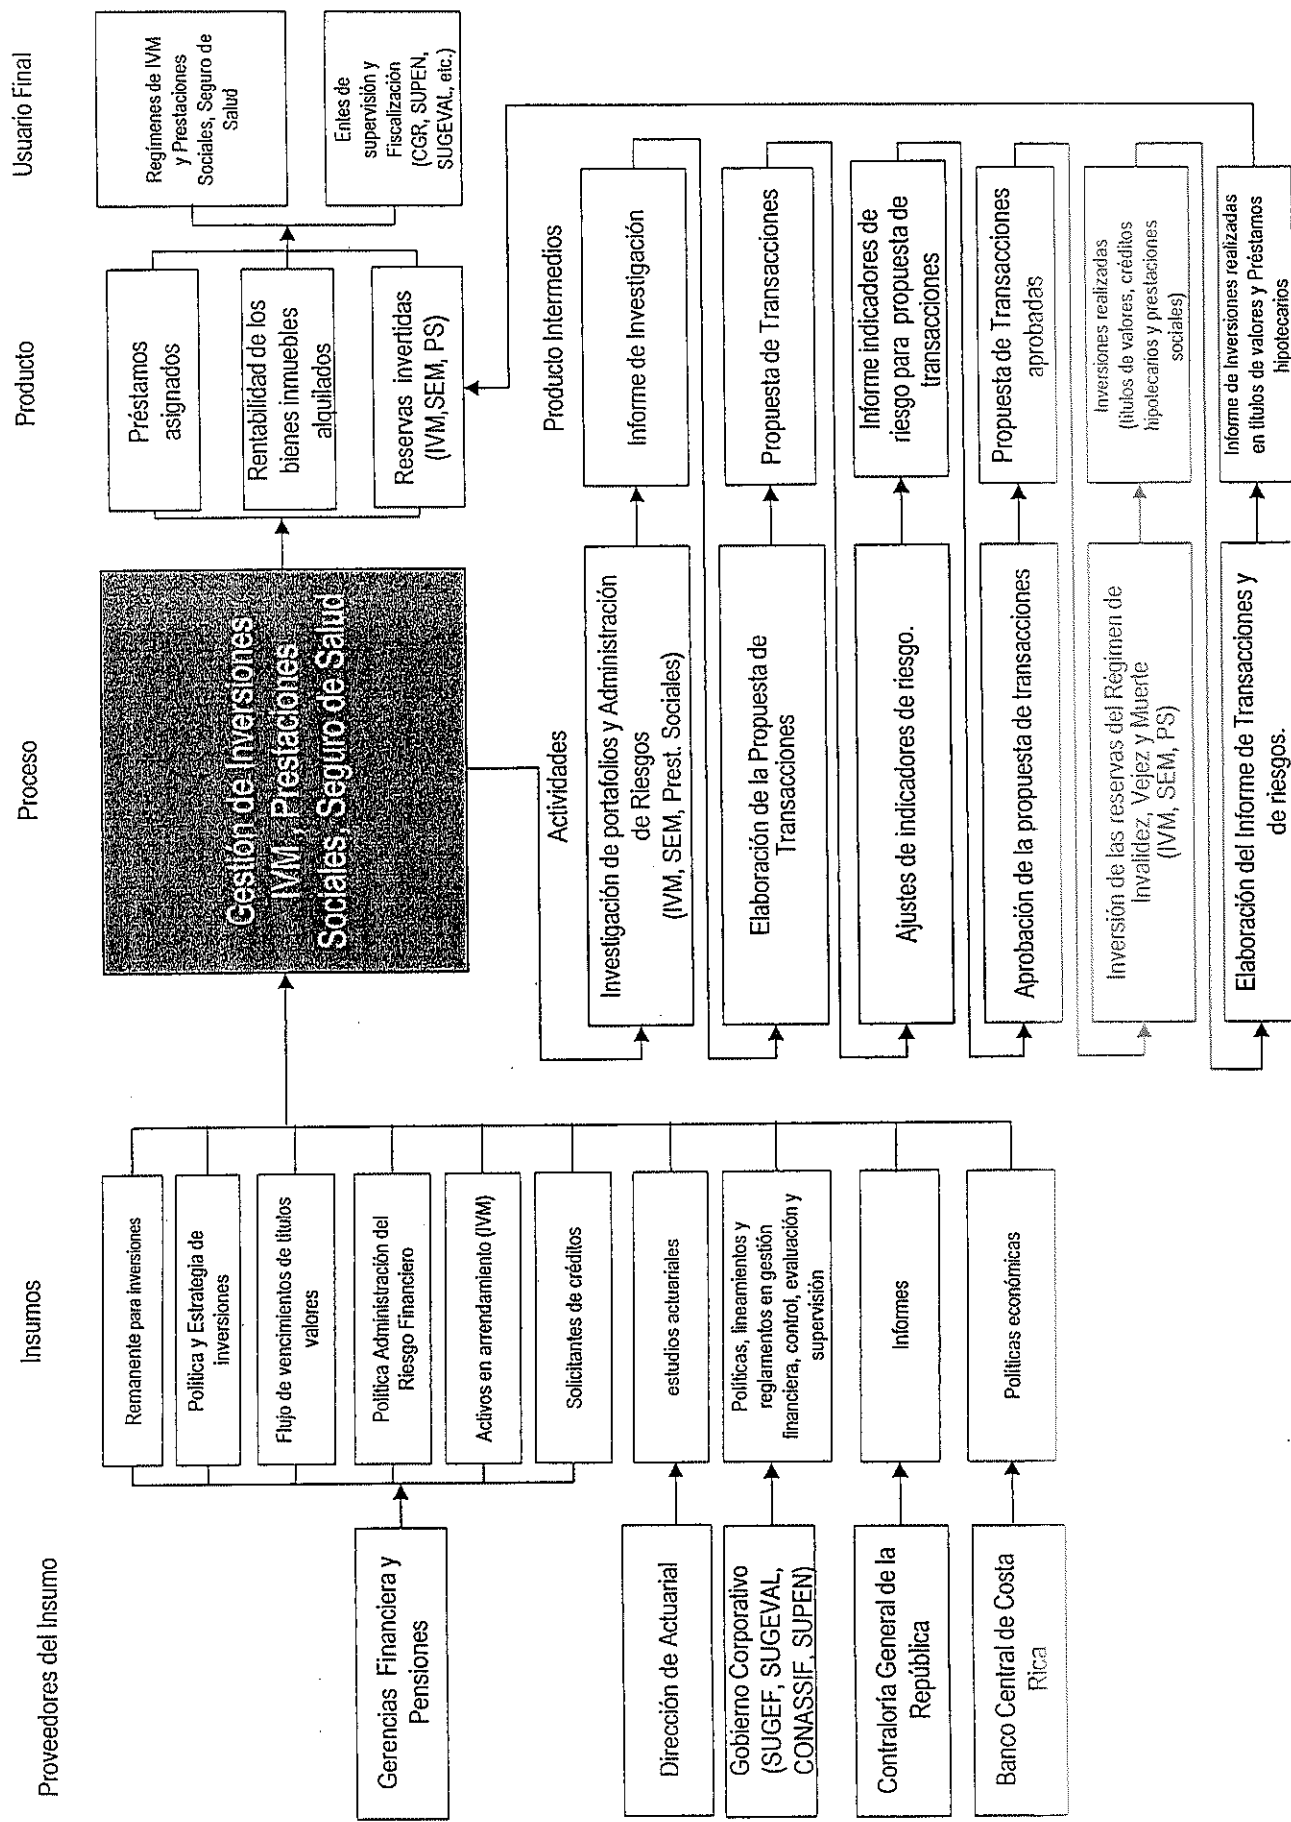 Proveedores del Insumo
Insumos
Proceso
Producto
Usuario Final
Gerencias Financiera y
Pensiones
Dirección de Actuarial
Gobierno Corporativo
(SUGEF, SUGEVAL,
CONASSIF, SUPEN)
Contraloría General de la
República
Banco Central de Costa
Rica
Remanente para inversiones
Política y Estrategia de
inversiones
Flujo de vencimientos de títulos
valores
Política Administración del
Riesgo Financiero
Activos en arrendamiento (IVM)
Solicitantes de créditos
estudios actuariales
Políticas, lineamientos y
reglamentos en gestión
financiera, control, evaluación y
supervisión
Informes
Políticas económicas
Gestión de Inversiones
IVM , Prestaciones
Sociales, Seguro de Salud
Préstamos
asignados
Rentabilidad de los
bienes inmuebles
alquilados
Reservas invertidas
(IVM,SEM, PS)
Regímenes de IVM
y Prestaciones
Sociales, Seguro de
Salud
Entes de
supervisión y
Fiscalización
(CGR, SUPEN,
SUGEVAL, etc.)
Actividades
Producto Intermedios
Investigación de portafolios y Administración
de Riesgos
(IVM, SEM, Prest. Sociales)
Informe de Investigación
Elaboración de la Propuesta de
Transacciones
Propuesta de Transacciones
Ajustes de indicadores de riesgo.
Informe indicadores de
riesgo para propuesta de
transacciones
Aprobación de la propuesta de transacciones
Propuesta de Transacciones
aprobadas
Inversión de las reservas del Régimen de
Invalidez, Vejez y Muerte
(IVM, SEM, PS)
Inversiones realizadas
(títulos de valores, créditos
hipotecarios y prestaciones
sociales)
Elaboración del Informe de Transacciones y
de riesgos.
Informe de Inversiones realizadas
en títulos de valores y Préstamos
hipotecarios